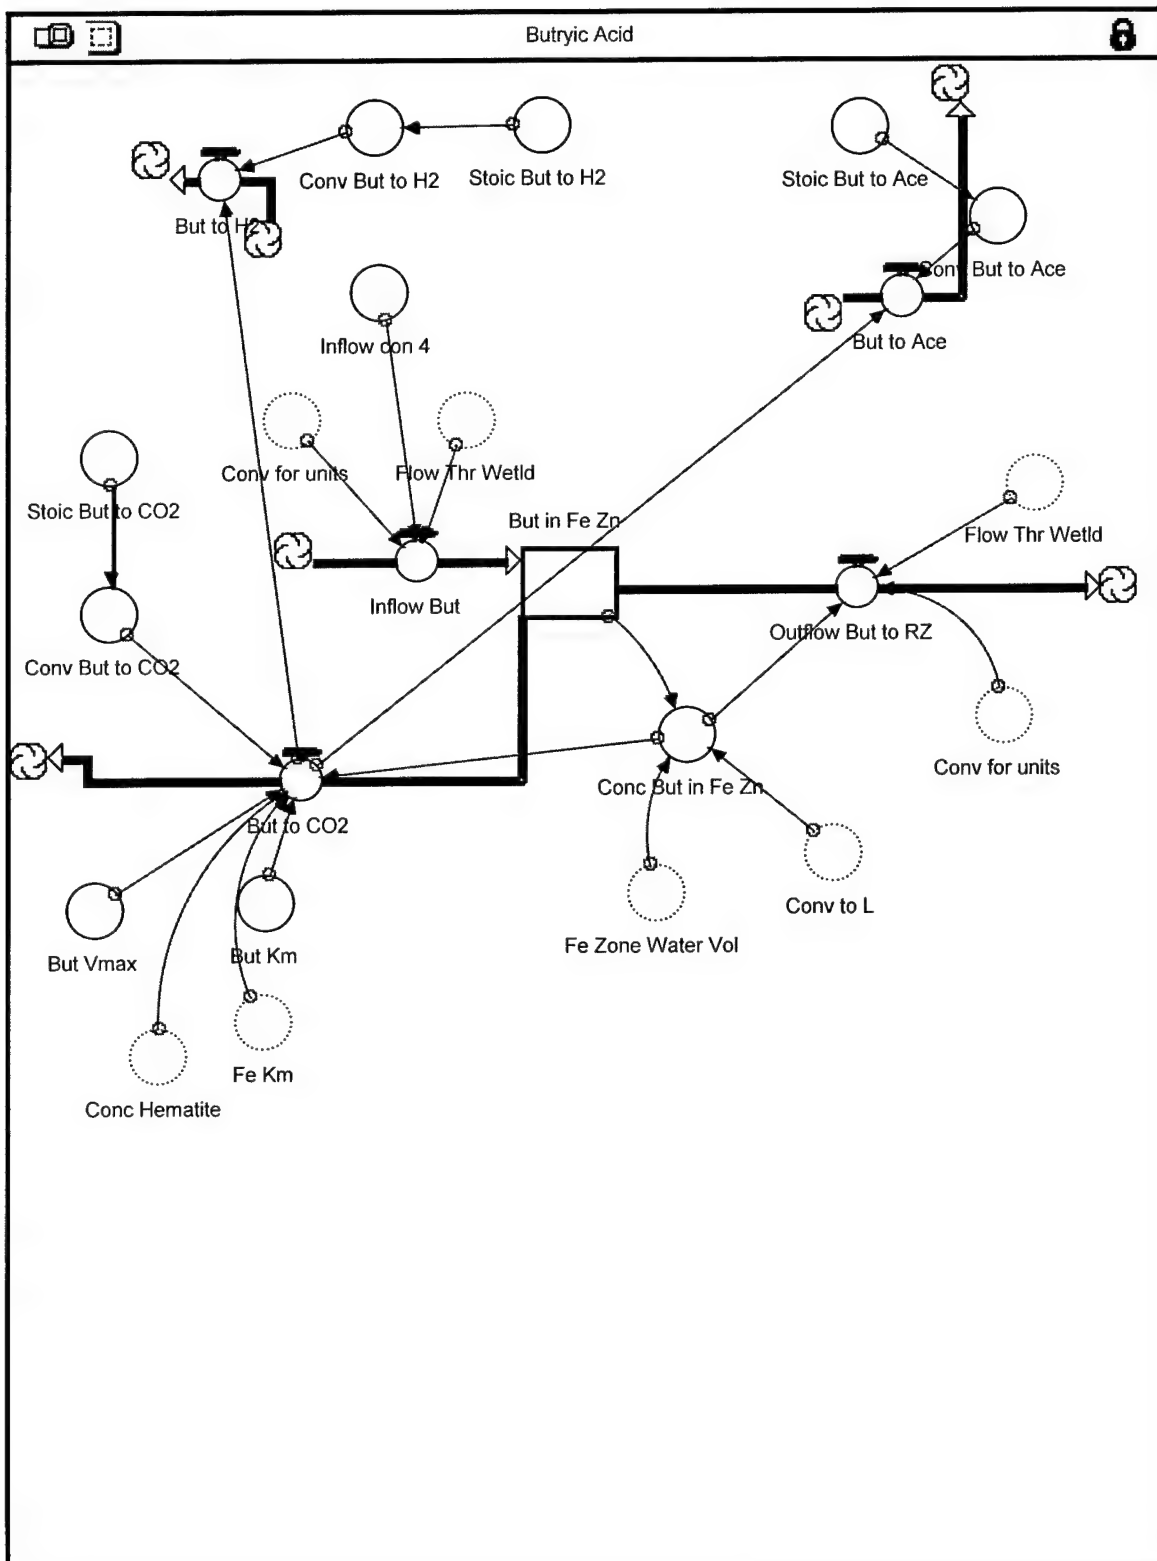 Butryic Acid
Conv But to H2
Stoic But to H2
Stoic But to Ace
But to H2
Conv But to Ace
Inflow con 4
But to Ace
Conv for units
Flow Thr Wetld
Stoic But to CO2
But in Fe Zn
Flow Thr Wetld
Inflow But
Outflow But to RZ
Conv But to CO2
Conv for units
Conc But in Fe Zn
But to CO2
Conv to L
But Vmax
But Km
Fe Zone Water Vol
Fe Km
Conc Hematite